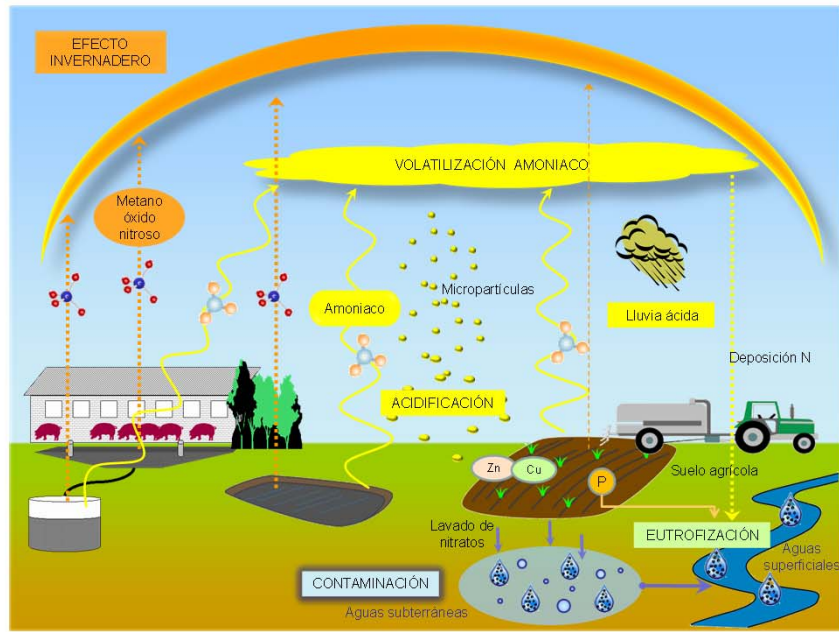 EFECTO
INVERNADERO
VOLATILIZACIÓN AMONIACO
Metano
óxido
nitroso
Micropartículas
Amoniaco
Lluvia ácida
Deposición N
ACIDIFICACIÓN
Zn
Cu
P
Suelo agrícola
Lavado de
nitratos
EUTROFIZACIÓN
Aguas
superficiales
CONTAMINACIÓN
Aguas subterráneas